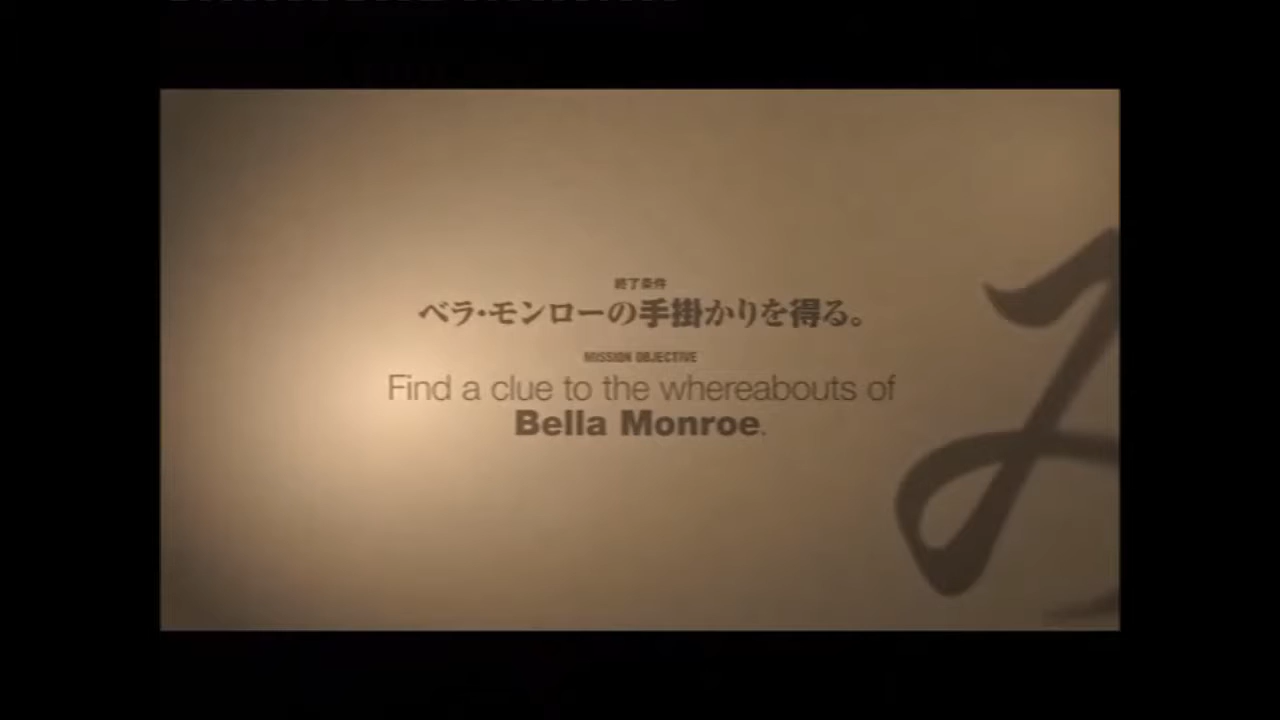 終了条件
ベラ・モンローの手掛かりを得る。
MISSION OBJECTIVE
Find a clue to the whereabouts of
Bella Monroe.